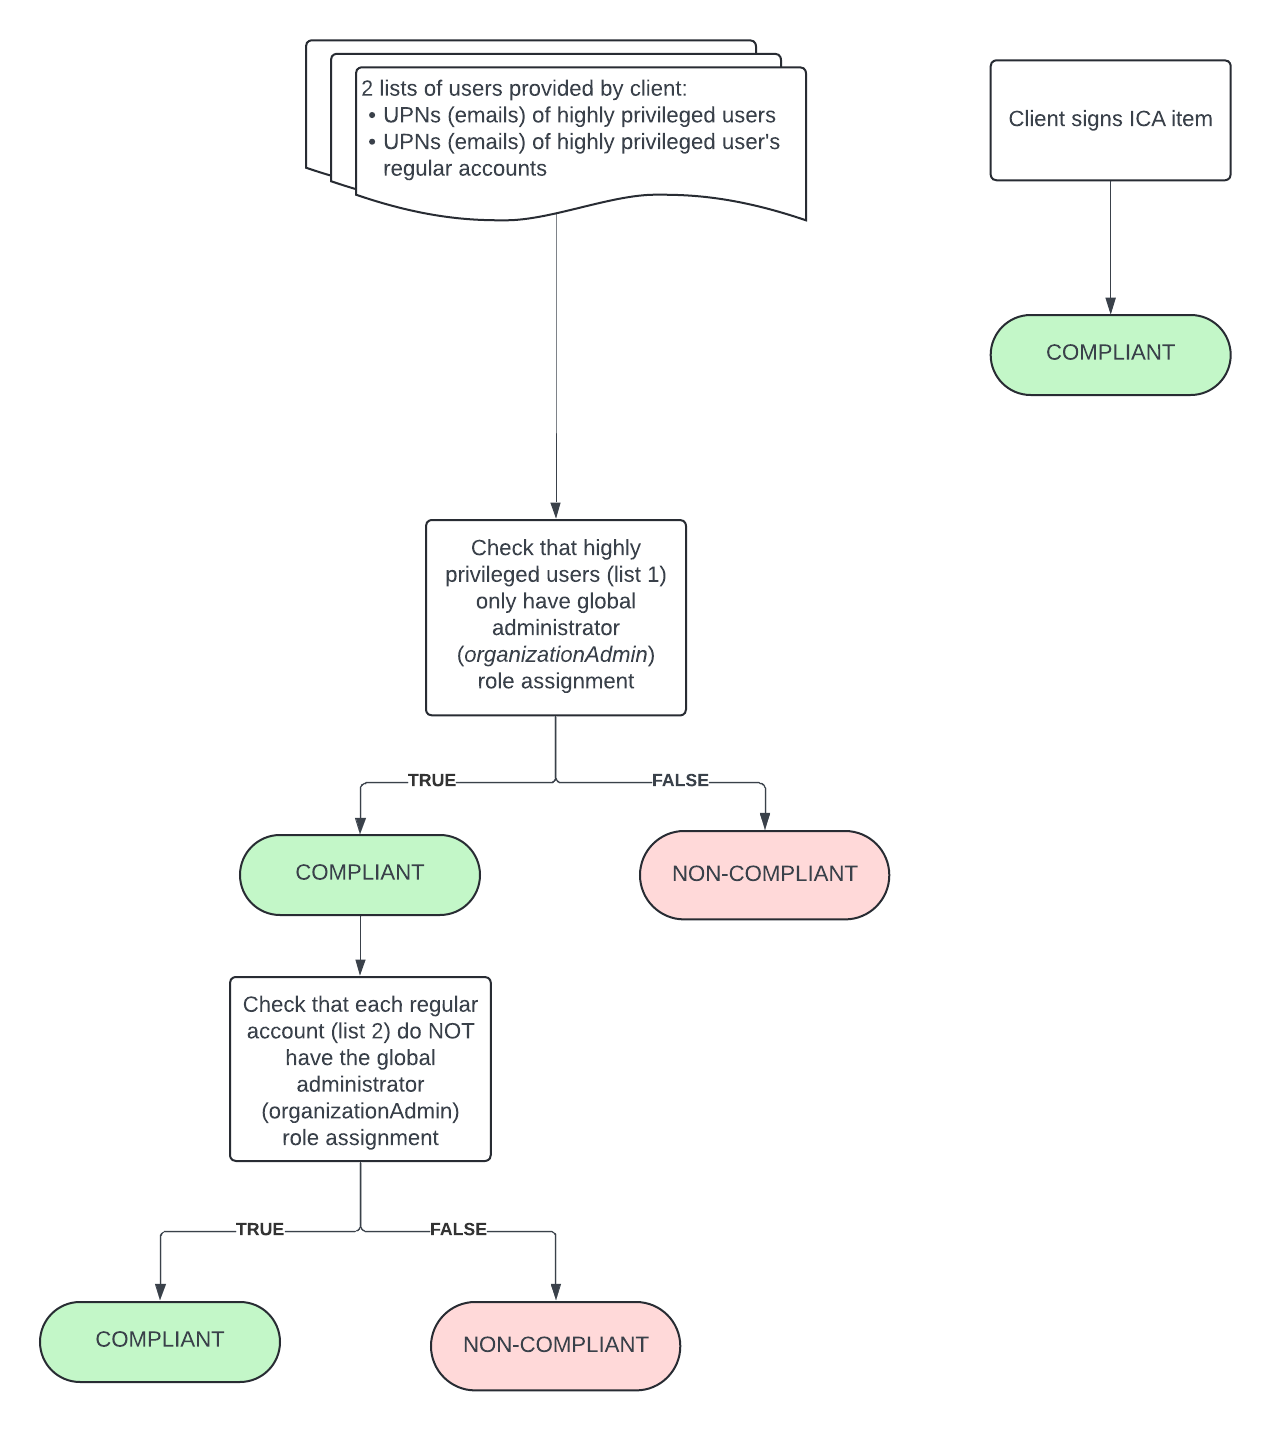 2 lists of users provided by client:
• UPNs (emails) of highly privileged users
• UPNs (emails) of highly privileged user's
regular accounts
Client signs ICA item
COMPLIANT
Check that highly
privileged users (list 1)
only have global
administrator
(organizationAdmin)
role assignment
TRUE
FALSE
COMPLIANT
NON-COMPLIANT
Check that each regular
account (list 2) do NOT
have the global
administrator
(organizationAdmin)
role assignment
TRUE
FALSE
COMPLIANT
NON-COMPLIANT